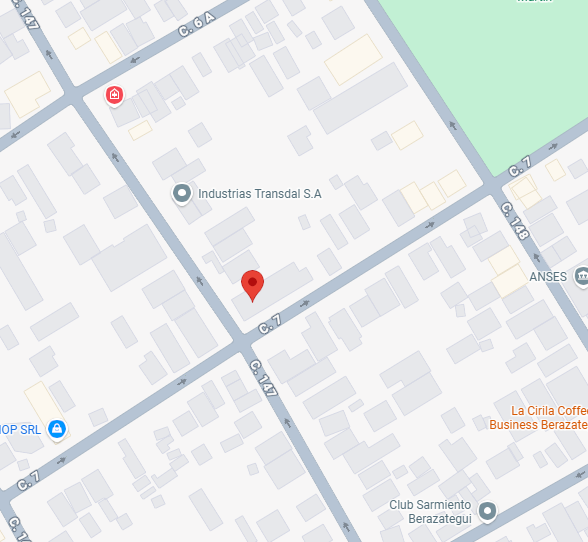 C. 147
C. 6 A
C. 7
Industrias Transdal S.A
C. 148
ANSES
C. 7
C. 147
La Cirila Coffe
Business Berazate
OP SRL
C. 7
Club Sarmiento
Berazategui